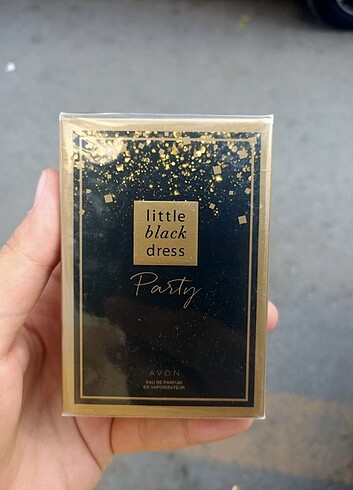 little
black
dress
Party
AVON
EAU DE PARFUM
EN VAPORISATEUR